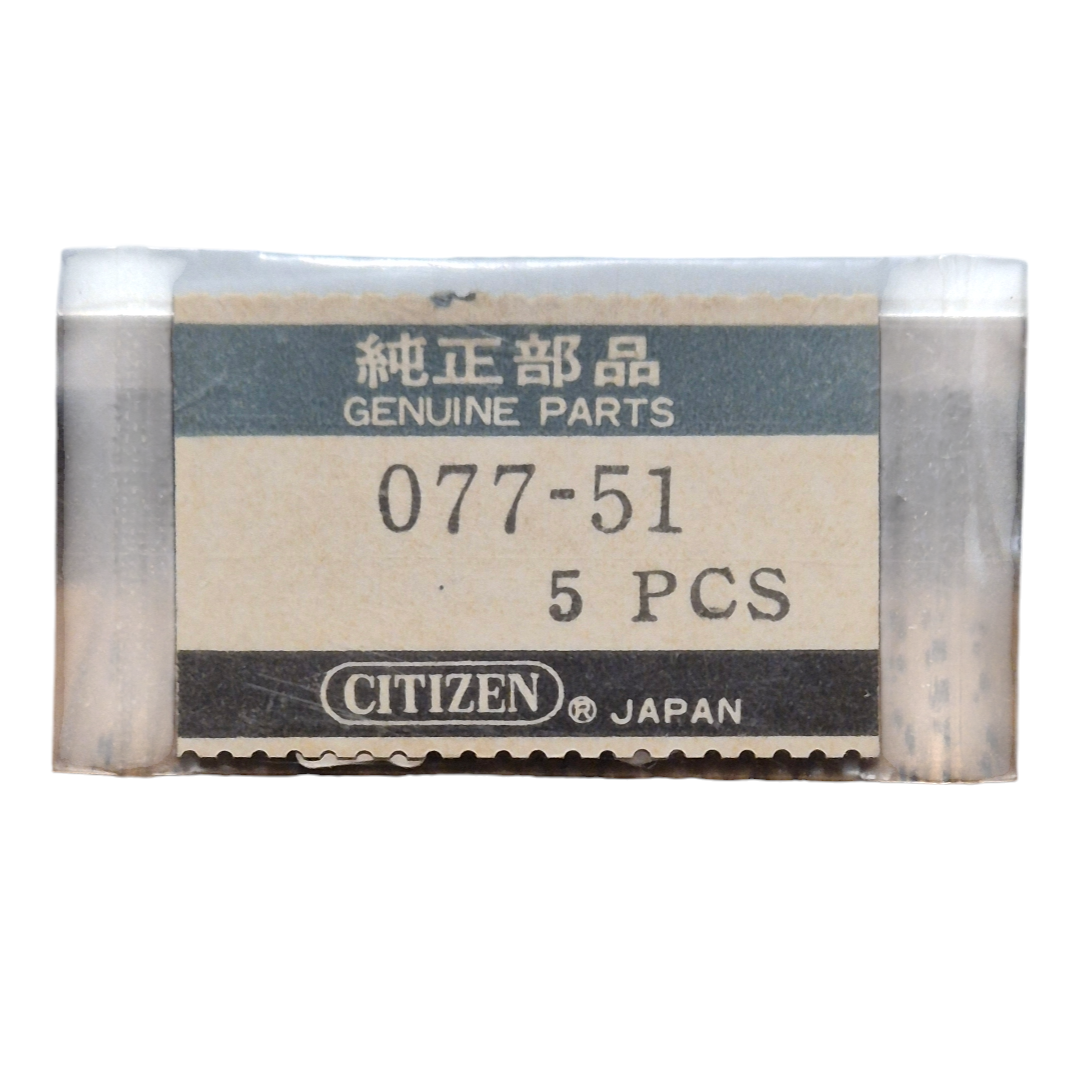 純正部品
GENUINE PARTS
077-51
5 PCS
CITIZEN ® JAPAN